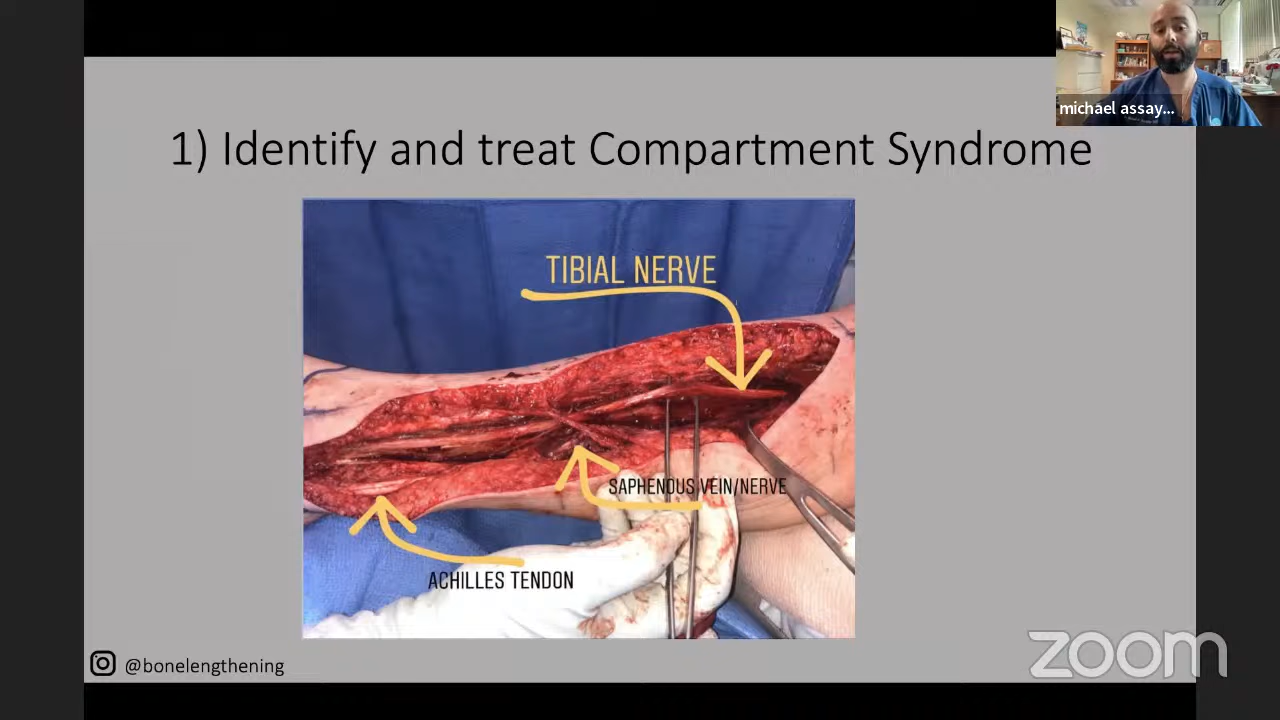 michael assay...
1) Identify and treat Compartment Syndrome
TIBIAL NERVE
SAPHENOUS VEIN/NERVE
ACHILLES TENDON
@bonelengthening
zoom